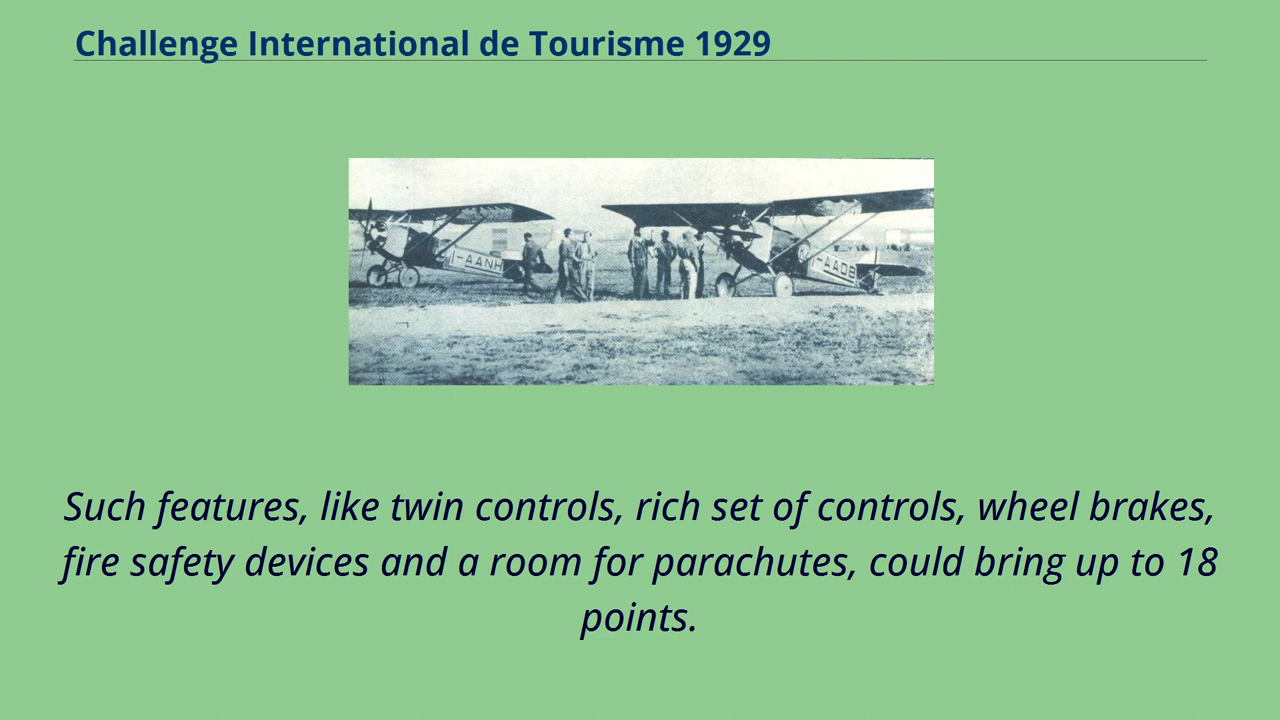 Challenge International de Tourisme 1929
I-AANH
I-AAOB
Such features, like twin controls, rich set of controls, wheel brakes,
fire safety devices and a room for parachutes, could bring up to 18
points.